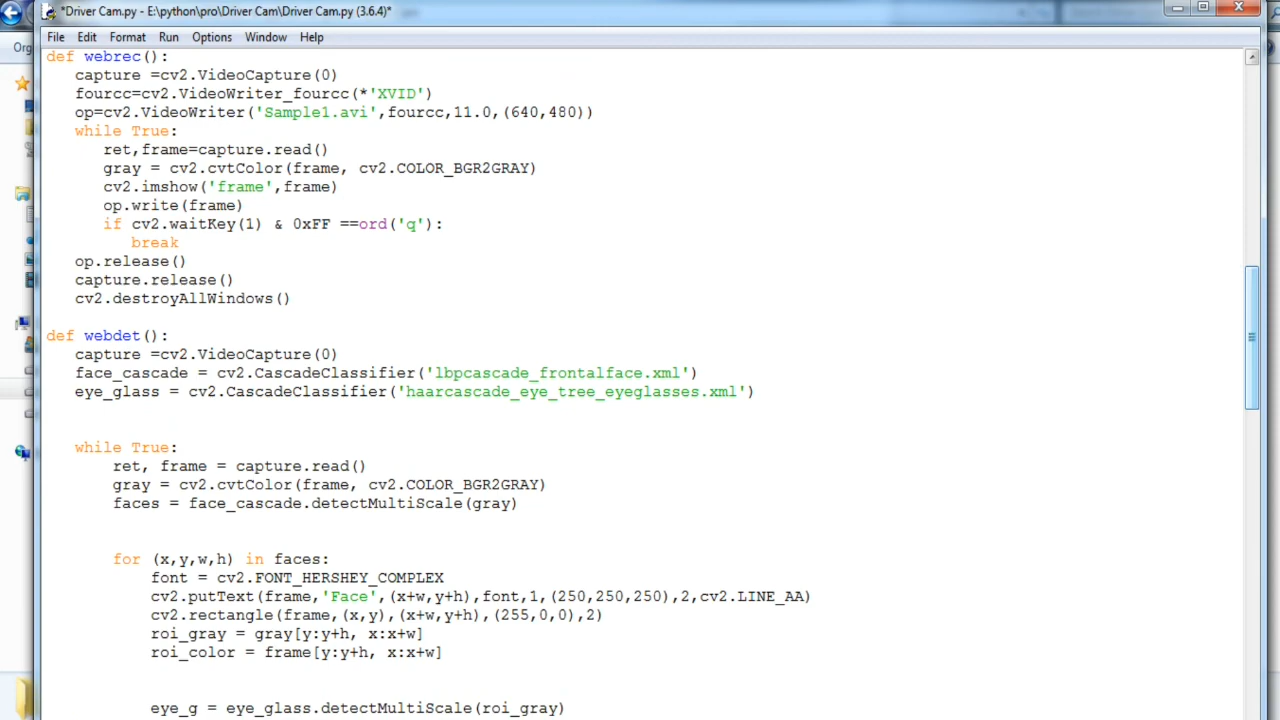 *Driver Cam.py - E:\python\pro\Driver Cam\Driver Cam.py (3.6.4)*
File Edit Format Run Options Window Help
Org
def webrec():
   capture =cv2.VideoCapture(0)
   fourcc=cv2.VideoWriter_fourcc(*'XVID')
   op=cv2.VideoWriter('Sample1.avi',fourcc,11.0,(640,480))
   while True:
      ret,frame=capture.read()
      gray = cv2.cvtColor(frame, cv2.COLOR_BGR2GRAY)
      cv2.imshow('frame',frame)
      op.write(frame)
      if cv2.waitKey(1) & 0xFF ==ord('q'):
         break
   op.release()
   capture.release()
   cv2.destroyAllWindows()
def webdet():
   capture =cv2.VideoCapture(0)
   face_cascade = cv2.CascadeClassifier('lbpcascade_frontalface.xml')
   eye_glass = cv2.CascadeClassifier('haarcascade_eye_tree_eyeglasses.xml')
   while True:
       ret, frame = capture.read()
       gray = cv2.cvtColor(frame, cv2.COLOR_BGR2GRAY)
       faces = face_cascade.detectMultiScale(gray)
       for (x,y,w,h) in faces:
           font = cv2.FONT_HERSHEY_COMPLEX
           cv2.putText(frame,'Face',(x+w,y+h),font,1,(250,250,250),2,cv2.LINE_AA)
           cv2.rectangle(frame,(x,y),(x+w,y+h),(255,0,0),2)
           roi_gray = gray[y:y+h, x:x+w]
           roi_color = frame[y:y+h, x:x+w]
           eye_g = eye_glass.detectMultiScale(roi_gray)